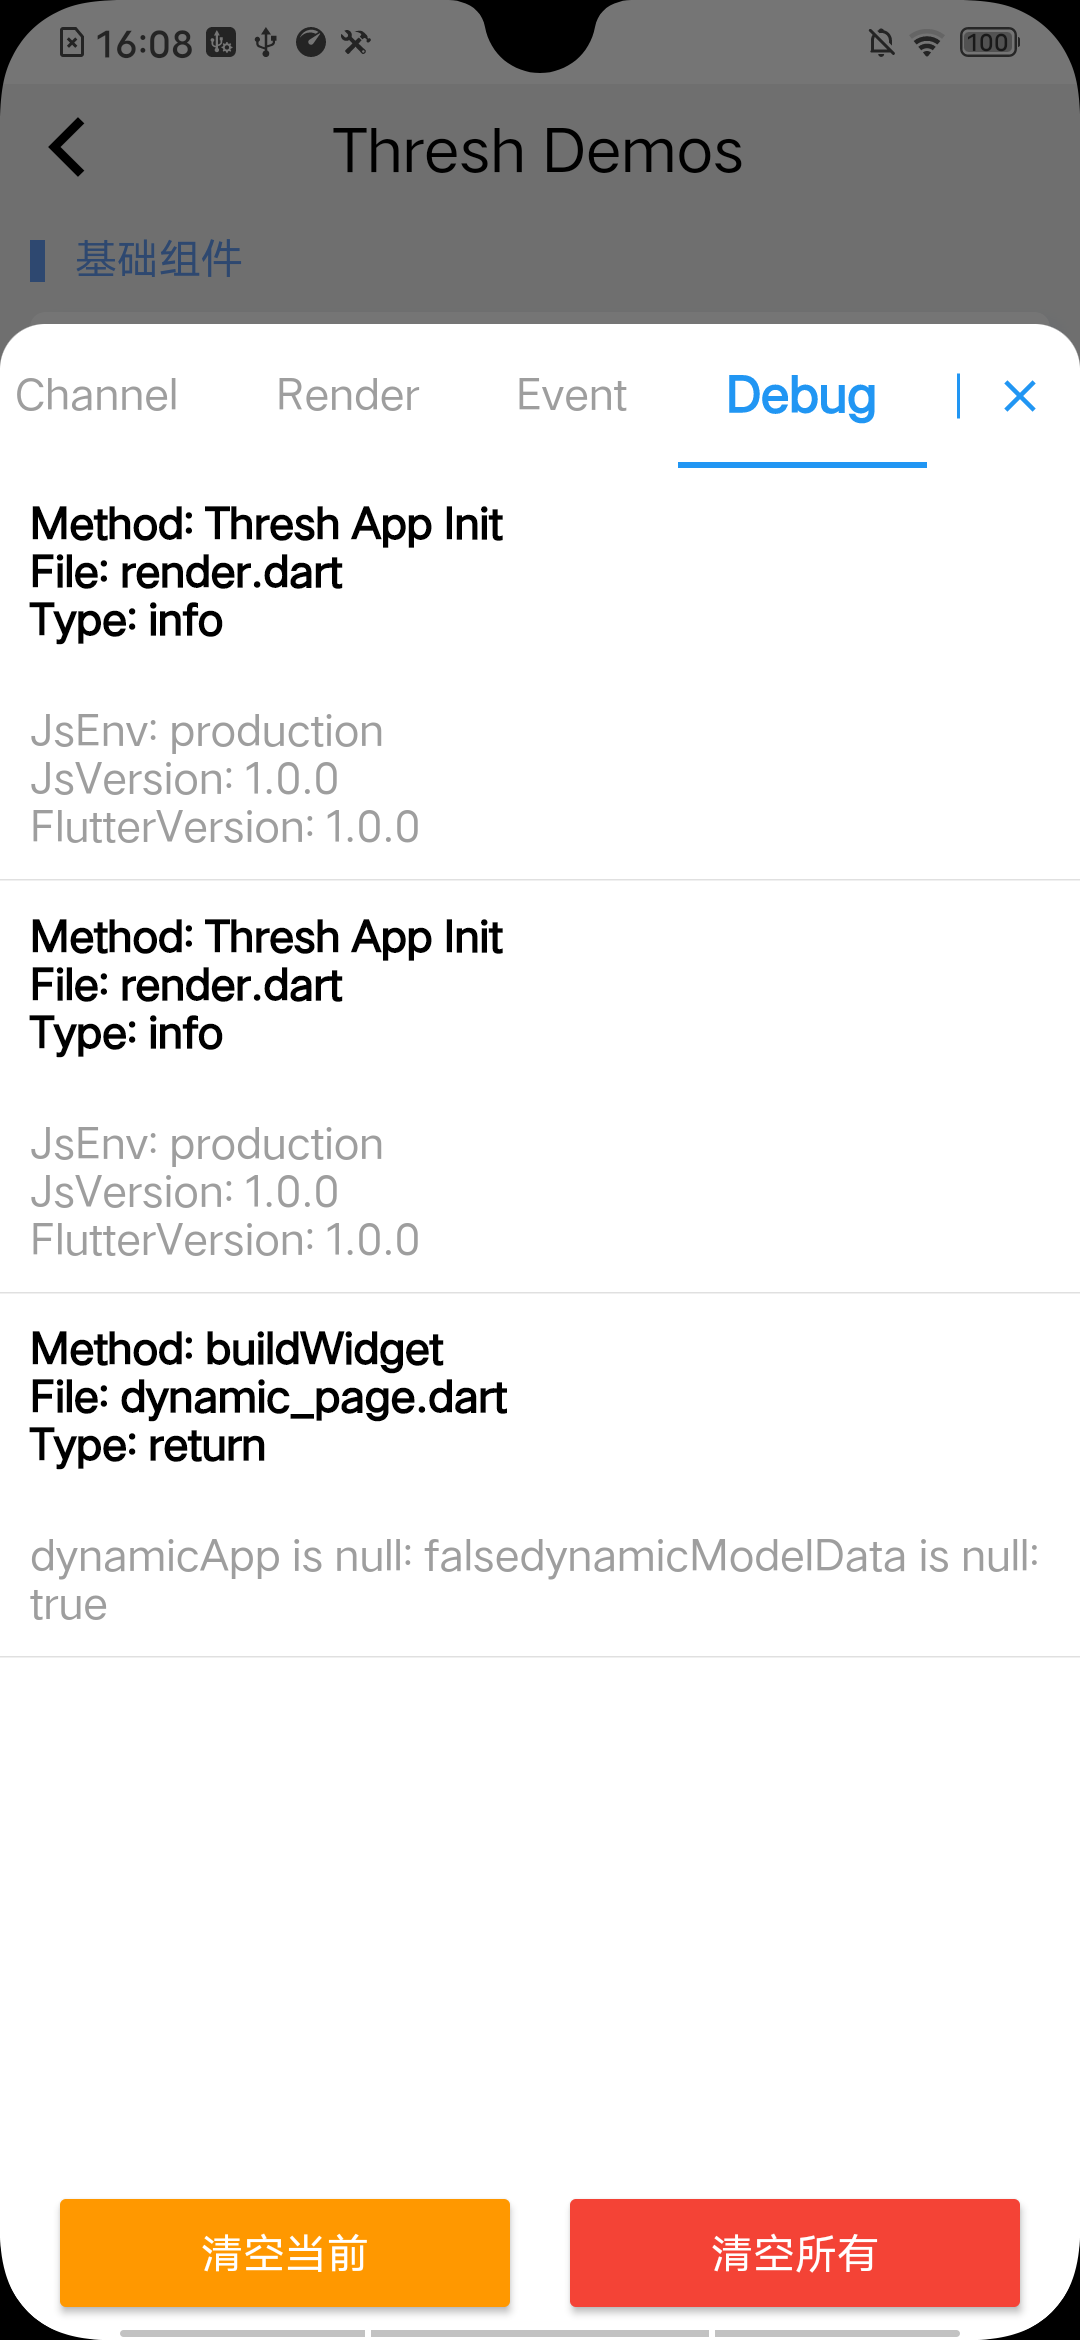 16:08
100
Thresh Demos
基础组件
Channel Render Event Debug
Method: Thresh App Init
File: render.dart
Type: info
JsEnv: production
JsVersion: 1.0.0
FlutterVersion: 1.0.0
Method: Thresh App Init
File: render.dart
Type: info
JsEnv: production
JsVersion: 1.0.0
FlutterVersion: 1.0.0
Method: buildWidget
File: dynamic_page.dart
Type: return
dynamicApp is null: falsedynamicModelData is null:
true
清空当前 清空所有